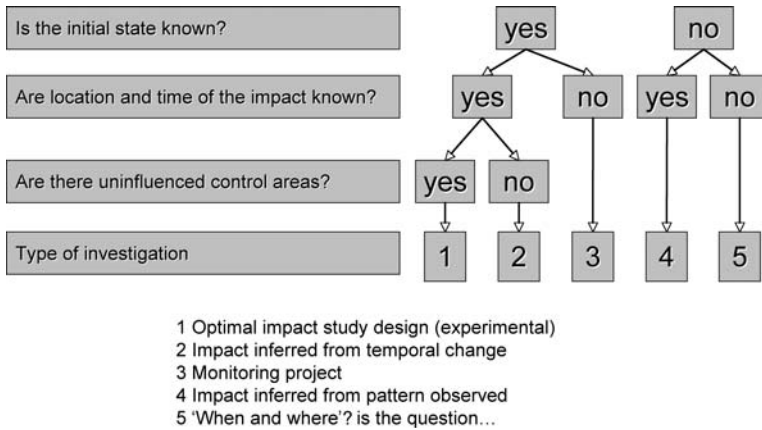 Is the initial state known? yes no
Are location and time of the impact known? yes no yes no
Are there uninfluenced control areas? yes no
Type of investigation 1 2 3 4 5
1 Optimal impact study design (experimental)
2 Impact inferred from temporal change
3 Monitoring project
4 Impact inferred from pattern observed
5 ‘When and where’? is the question…